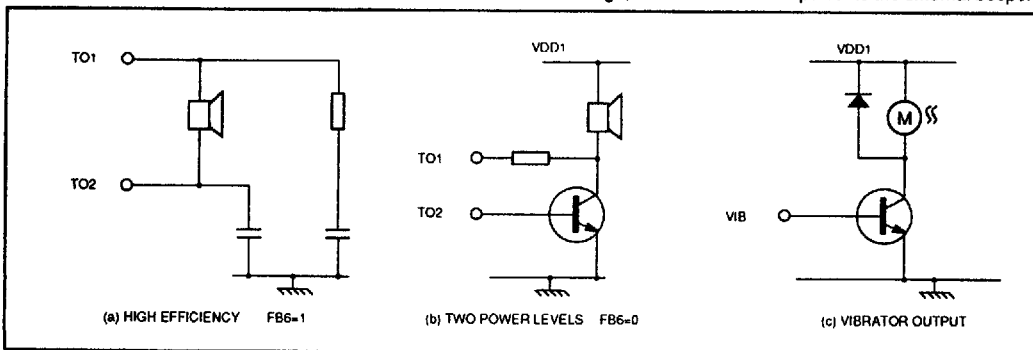 TO1
TO2
(a) HIGH EFFICIENCY FB6=1
VDD1
TO1
TO2
(b) TWO POWER LEVELS FB6=0
VDD1
M
VIB
(c) VIBRATOR OUTPUT